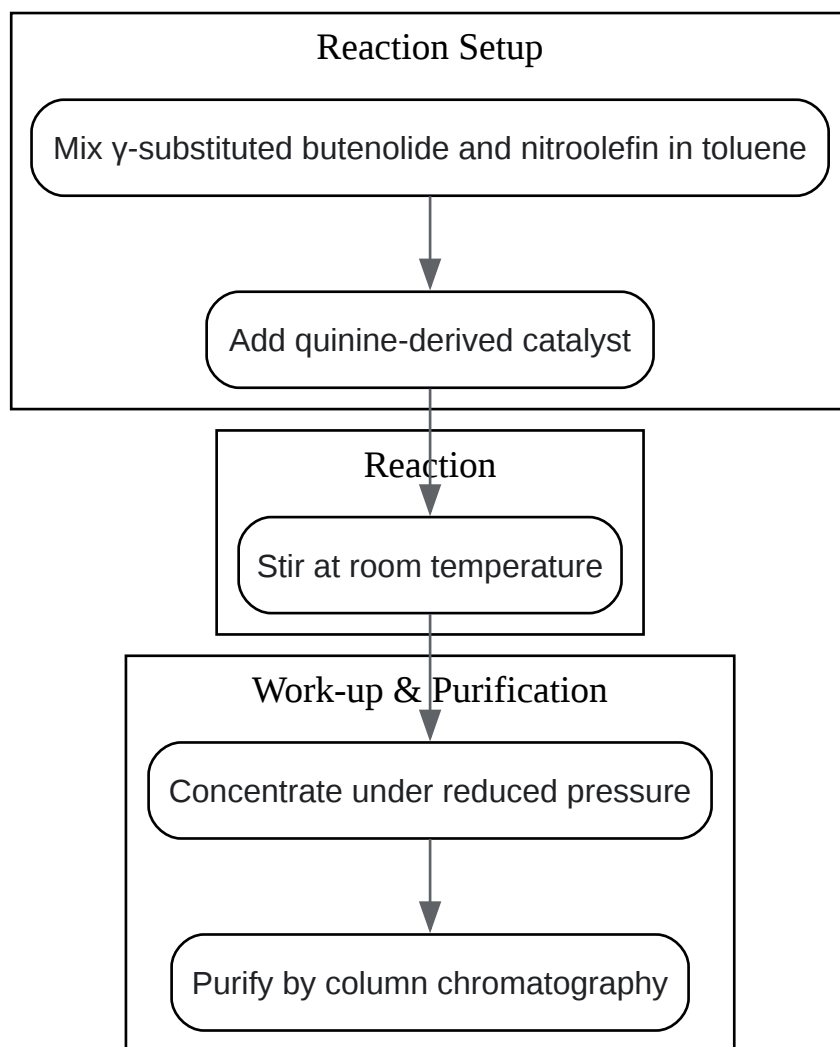 Reaction Setup
Mix γ-substituted butenolide and nitroolefin in toluene
Add quinine-derived catalyst
Reaction
Stir at room temperature
Work-up & Purification
Concentrate under reduced pressure
Purify by column chromatography